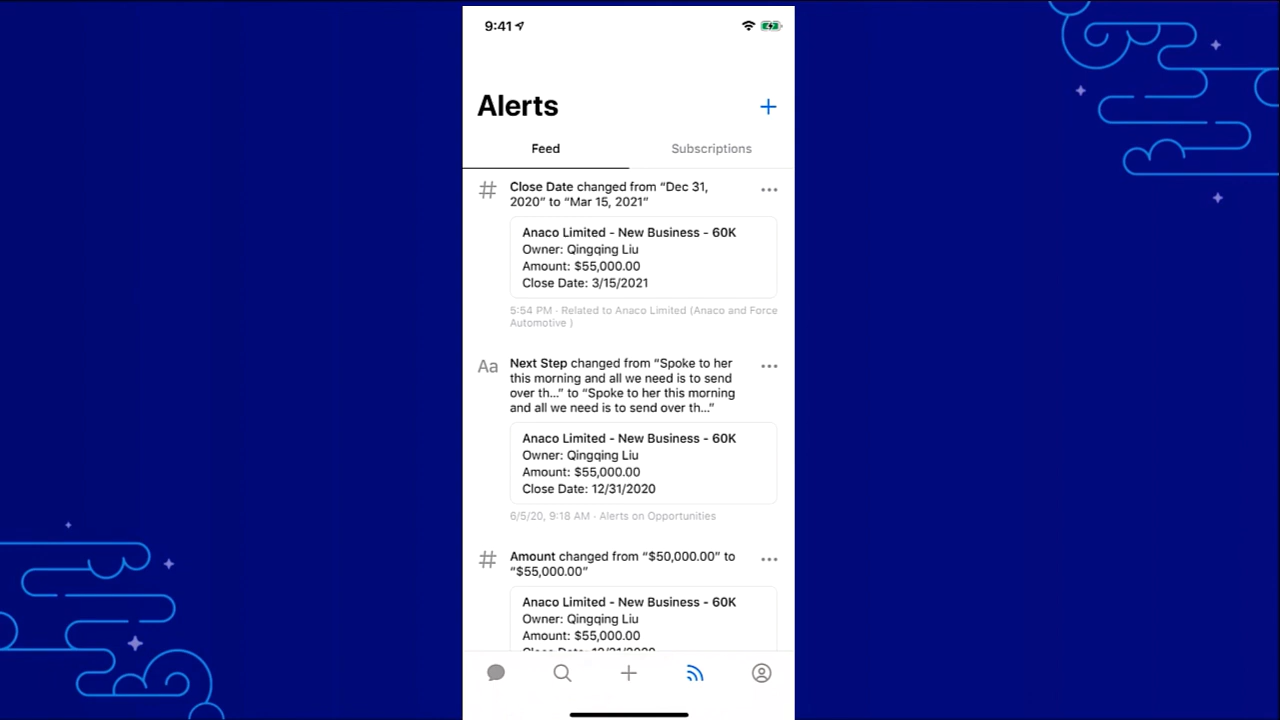 9:41
Alerts
+
Feed
Subscriptions
Close Date changed from “Dec 31,
2020” to “Mar 15, 2021”
Anaco Limited - New Business - 60K
Owner: Qingqing Liu
Amount: $55,000.00
Close Date: 3/15/2021
5:54 PM · Related to Anaco Limited (Anaco and Force
Automotive )
Aa
Next Step changed from “Spoke to her
this morning and all we need is to send
over th...” to “Spoke to her this morning
and all we need is to send over th...”
Anaco Limited - New Business - 60K
Owner: Qingqing Liu
Amount: $55,000.00
Close Date: 12/31/2020
6/5/20, 9:18 AM · Alerts on Opportunities
Amount changed from “$50,000.00” to
“$55,000.00”
Anaco Limited - New Business - 60K
Owner: Qingqing Liu
Amount: $55,000.00
Close Date: 12/31/2020